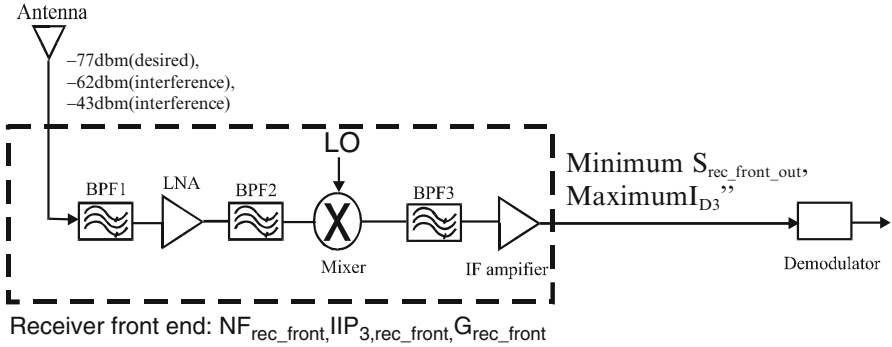 Antenna
–77dbm(desired),
–62dbm(interference),
–43dbm(interference)
LO
BPF1
LNA
BPF2
BPF3
X
Mixer
IF ampifier
Minimum S_rec_front_out,
MaximumI_D3”
Demodulator
Receiver front end: NF_rec_front,IIP_3,rec_front,G_rec_front